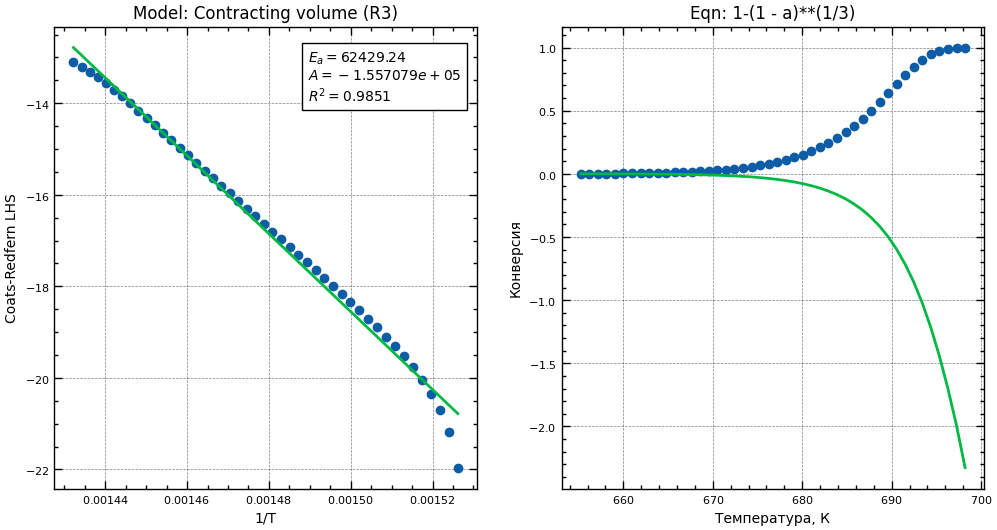 Model: Contracting volume (R3)
Eₐ = 62429.24
A = −1.557079e + 05
R² = 0.9851
−14
−16
−18
−20
−22
Coats-Redfern LHS
0.00144
0.00146
0.00148
0.00150
0.00152
1/T
Eqn: 1-(1 - a)**(1/3)
1.0
0.5
0.0
−0.5
−1.0
−1.5
−2.0
Конверсия
660
670
680
690
700
Температура, К